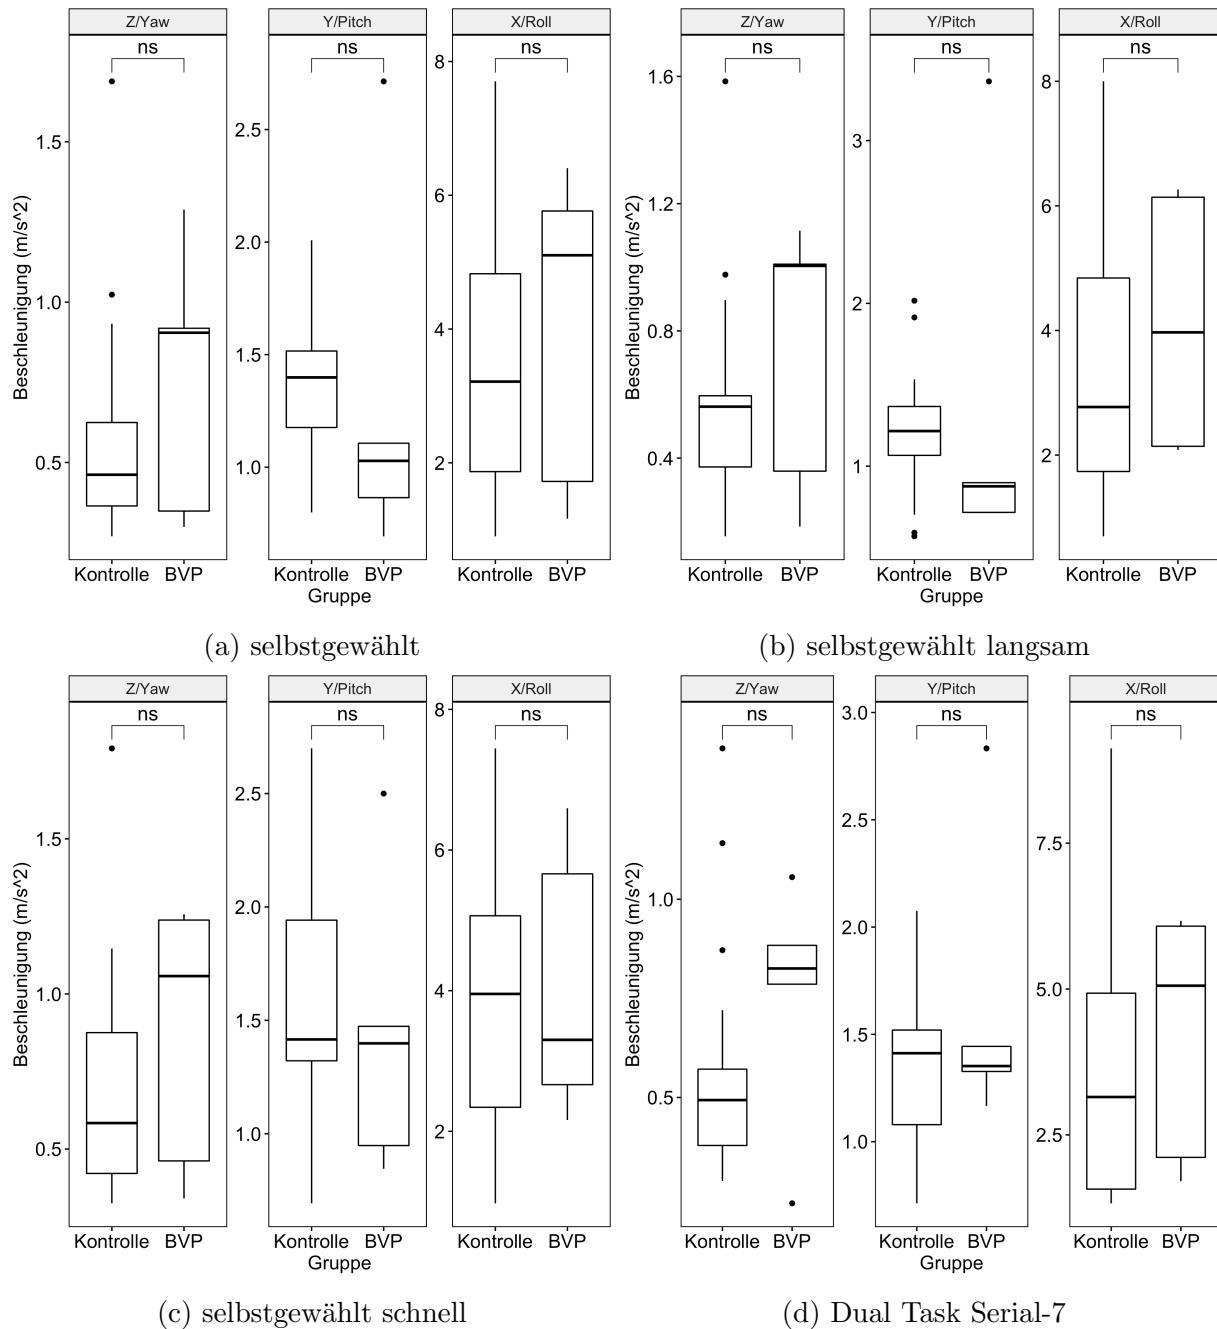 Z/Yaw
Y/Pitch
X/Roll
ns
ns
ns
1.5
1.0
0.5
2.5
2.0
1.5
1.0
8
6
4
2
Beschleunigung (m/s^2)
Kontrolle BVP
Kontrolle BVP
Kontrolle BVP
Gruppe
(a) selbstgewählt
Z/Yaw
Y/Pitch
X/Roll
ns
ns
ns
1.6
1.2
0.8
0.4
3
2
1
8
6
4
2
Beschleunigung (m/s^2)
Kontrolle BVP
Kontrolle BVP
Kontrolle BVP
Gruppe
(b) selbstgewählt langsam
Z/Yaw
Y/Pitch
X/Roll
ns
ns
ns
1.5
1.0
0.5
2.5
2.0
1.5
1.0
8
6
4
2
Beschleunigung (m/s^2)
Kontrolle BVP
Kontrolle BVP
Kontrolle BVP
Gruppe
(c) selbstgewählt schnell
Z/Yaw
Y/Pitch
X/Roll
ns
ns
ns
1.0
0.5
3.0
2.5
2.0
1.5
1.0
7.5
5.0
2.5
Beschleunigung (m/s^2)
Kontrolle BVP
Kontrolle BVP
Kontrolle BVP
Gruppe
(d) Dual Task Serial-7